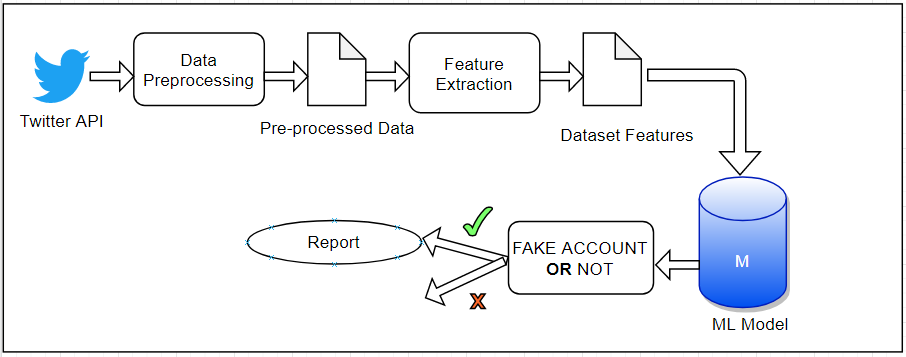 Data
Preprocessing
Feature
Extraction
Twitter API
Pre-processed Data
Dataset Features
Report
FAKE ACCOUNT
OR NOT
M
ML Model